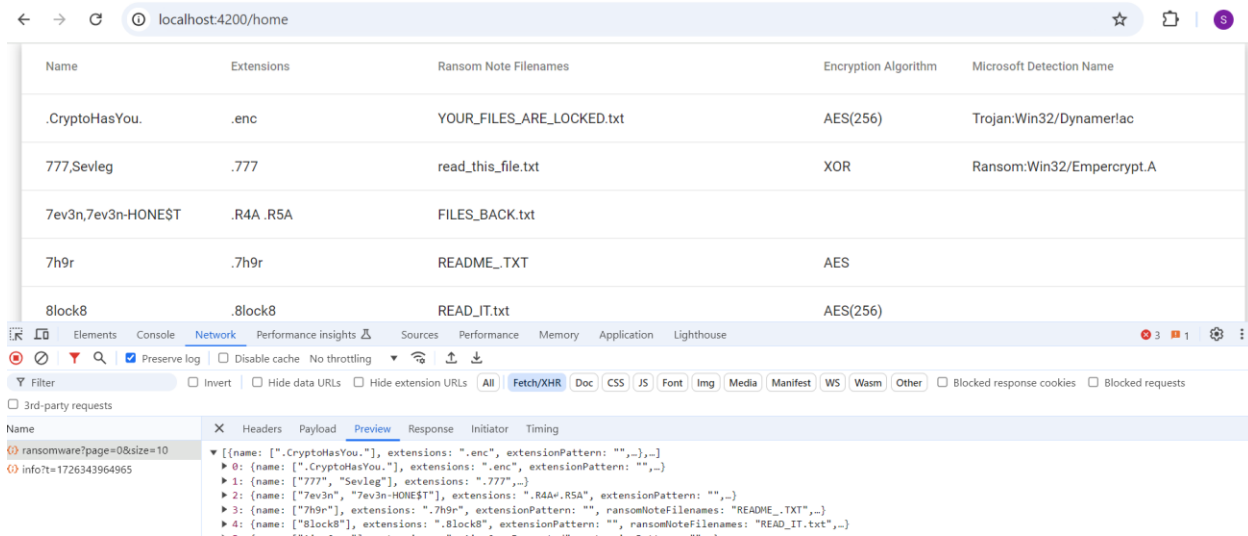 localhost:4200/home
S
Name Extensions Ransom Note Filenames Encryption Algorithm Microsoft Detection Name
.CryptoHasYou. .enc YOUR_FILES_ARE_LOCKED.txt AES(256) Trojan:Win32/Dynamer!ac
777,Sevleg .777 read_this_file.txt XOR Ransom:Win32/Empercrypt.A
7ev3n,7ev3n-HONE$T .R4A .R5A FILES_BACK.txt
7h9r .7h9r README_.TXT AES
8lock8 .8lock8 READ_IT.txt AES(256)
Elements Console Network Performance insights Sources Performance Memory Application Lighthouse 3 1
Preserve log Disable cache No throttling
Filter Invert Hide data URLs Hide extension URLs All Fetch/XHR Doc CSS JS Font Img Media Manifest WS Wasm Other Blocked response cookies Blocked requests
3rd-party requests
Name Headers Payload Preview Response Initiator Timing
ransomware?page=0&size=10 [{name: [".CryptoHasYou."], extensions: ".enc", extensionPattern: "",…},…]
info?t=1726343964965 0: {name: [".CryptoHasYou."], extensions: ".enc", extensionPattern: "",…}
1: {name: ["777", "Sevleg"], extensions: ".777",…}
2: {name: ["7ev3n", "7ev3n-HONE$T"], extensions: ".R4A↵.R5A", extensionPattern: "",…}
3: {name: ["7h9r"], extensions: ".7h9r", extensionPattern: "", ransomNoteFilenames: "README_.TXT",…}
4: {name: ["8lock8"], extensions: ".8lock8", extensionPattern: "", ransomNoteFilenames: "READ_IT.txt",…}